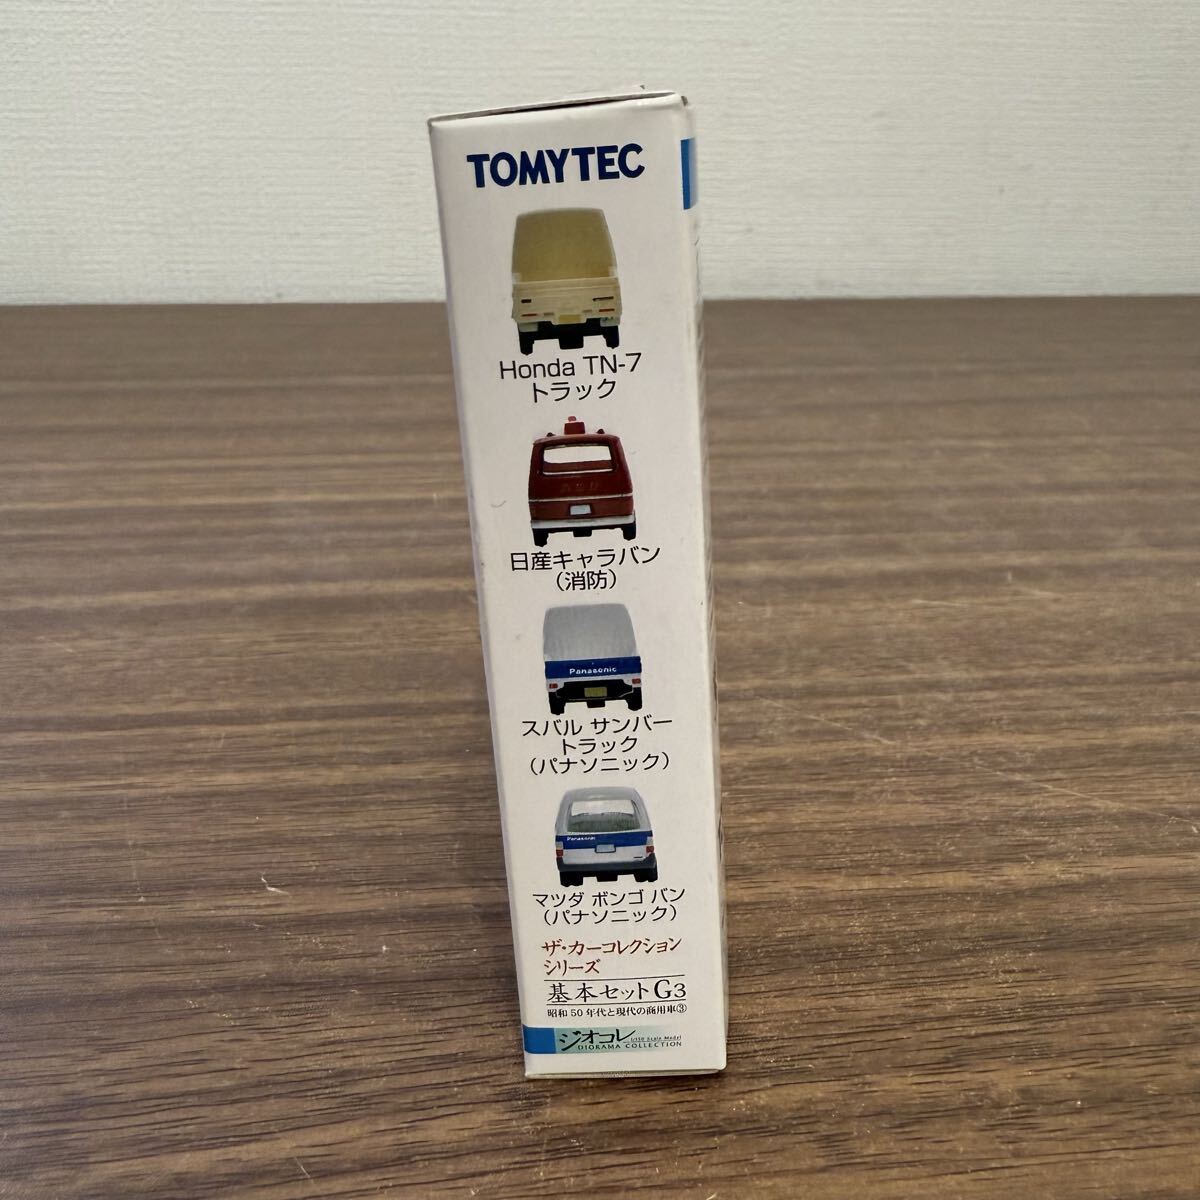 TOMYTEC
Honda TN-7
トラック
日産キャラバン
（消防）
Panasonic
スバル サンバー
トラック
（パナソニック）
Panasonic
マツダ ボンゴ バン
（パナソニック）
ザ・カーコレクション
シリーズ
基本セットG3
昭和50年代と現代の商用車③
ジオコレ 1/150 Scale Model
DIORAMA COLLECTION